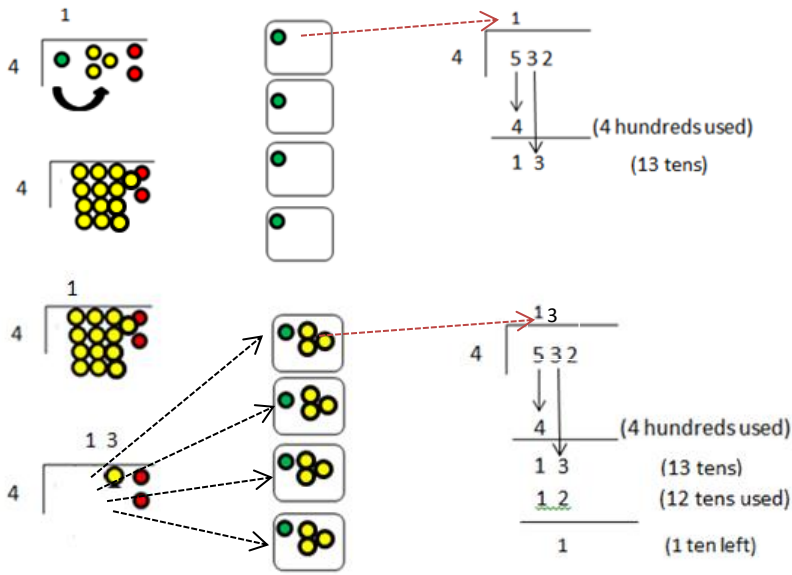 1
4
4
1
4
1 3
4
1
4 5 3 2
4 (4 hundreds used)
1 3 (13 tens)
1 3
4 5 3 2
4 (4 hundreds used)
1 3 (13 tens)
1 2 (12 tens used)
1 (1 ten left)